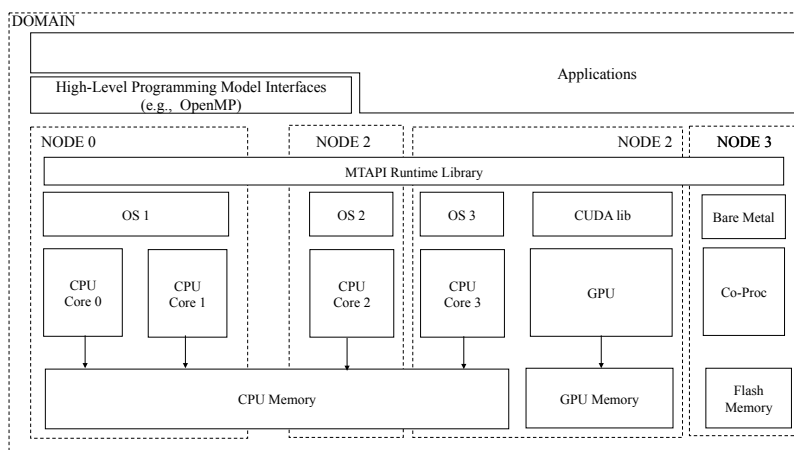 DOMAIN
Applications
High-Level Programming Model Interfaces
(e.g., OpenMP)
NODE 0
NODE 2
NODE 2
NODE 3
MTAPI Runtime Library
OS 1
OS 2
OS 3
CUDA lib
Bare Metal
CPU
Core 0
CPU
Core 1
CPU
Core 2
CPU
Core 3
GPU
Co-Proc
CPU Memory
GPU Memory
Flash
Memory